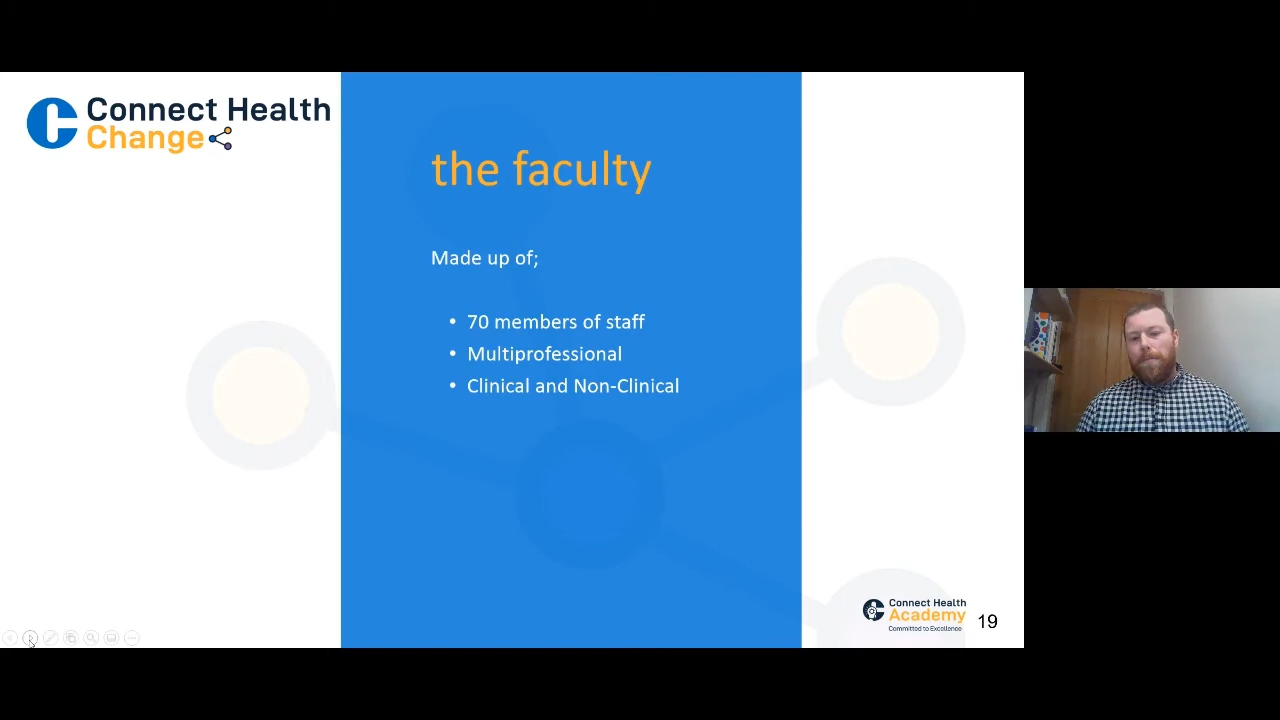 Connect Health
Change
the faculty
Made up of;
• 70 members of staff
• Multiprofessional
• Clinical and Non-Clinical
Connect Health
Academy
Committed to Excellence
19